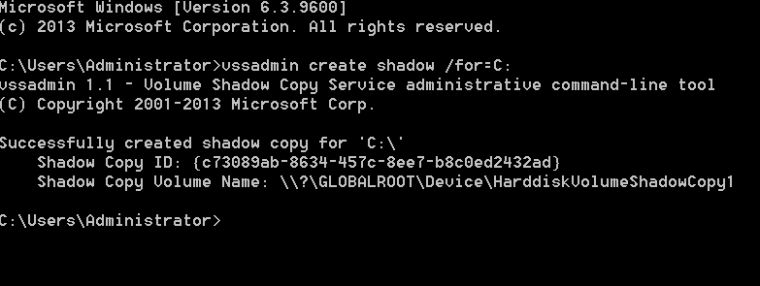 Microsoft Windows [Version 6.3.9600]
(c) 2013 Microsoft Corporation. All rights reserved.
C:\Users\Administrator>vssadmin create shadow /for=C:
vssadmin 1.1 - Volume Shadow Copy Service administrative command-line tool
(C) Copyright 2001-2013 Microsoft Corp.
Successfully created shadow copy for 'C:\'
Shadow Copy ID: {c73089ab-8634-457c-8ee7-b8c0ed2432ad}
Shadow Copy Volume Name: \\?\GLOBALROOT\Device\HarddiskVolumeShadowCopy1
C:\Users\Administrator>